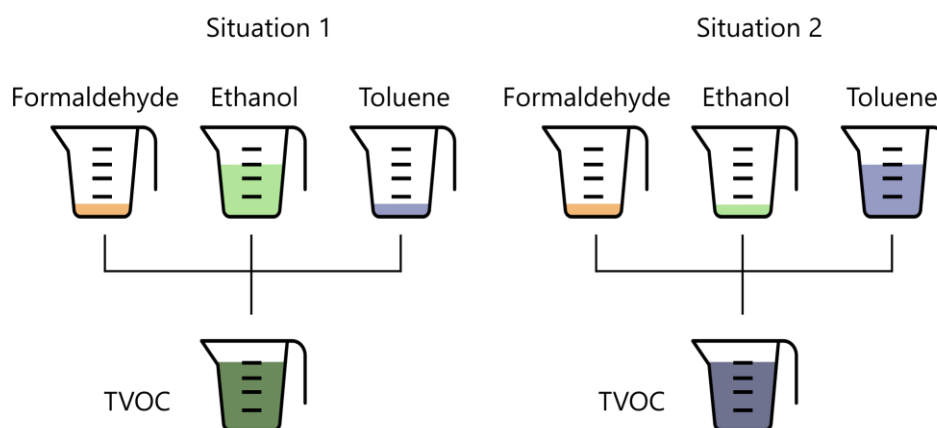 Situation 1
Situation 2
Formaldehyde Ethanol Toluene
Formaldehyde Ethanol Toluene
TVOC
TVOC